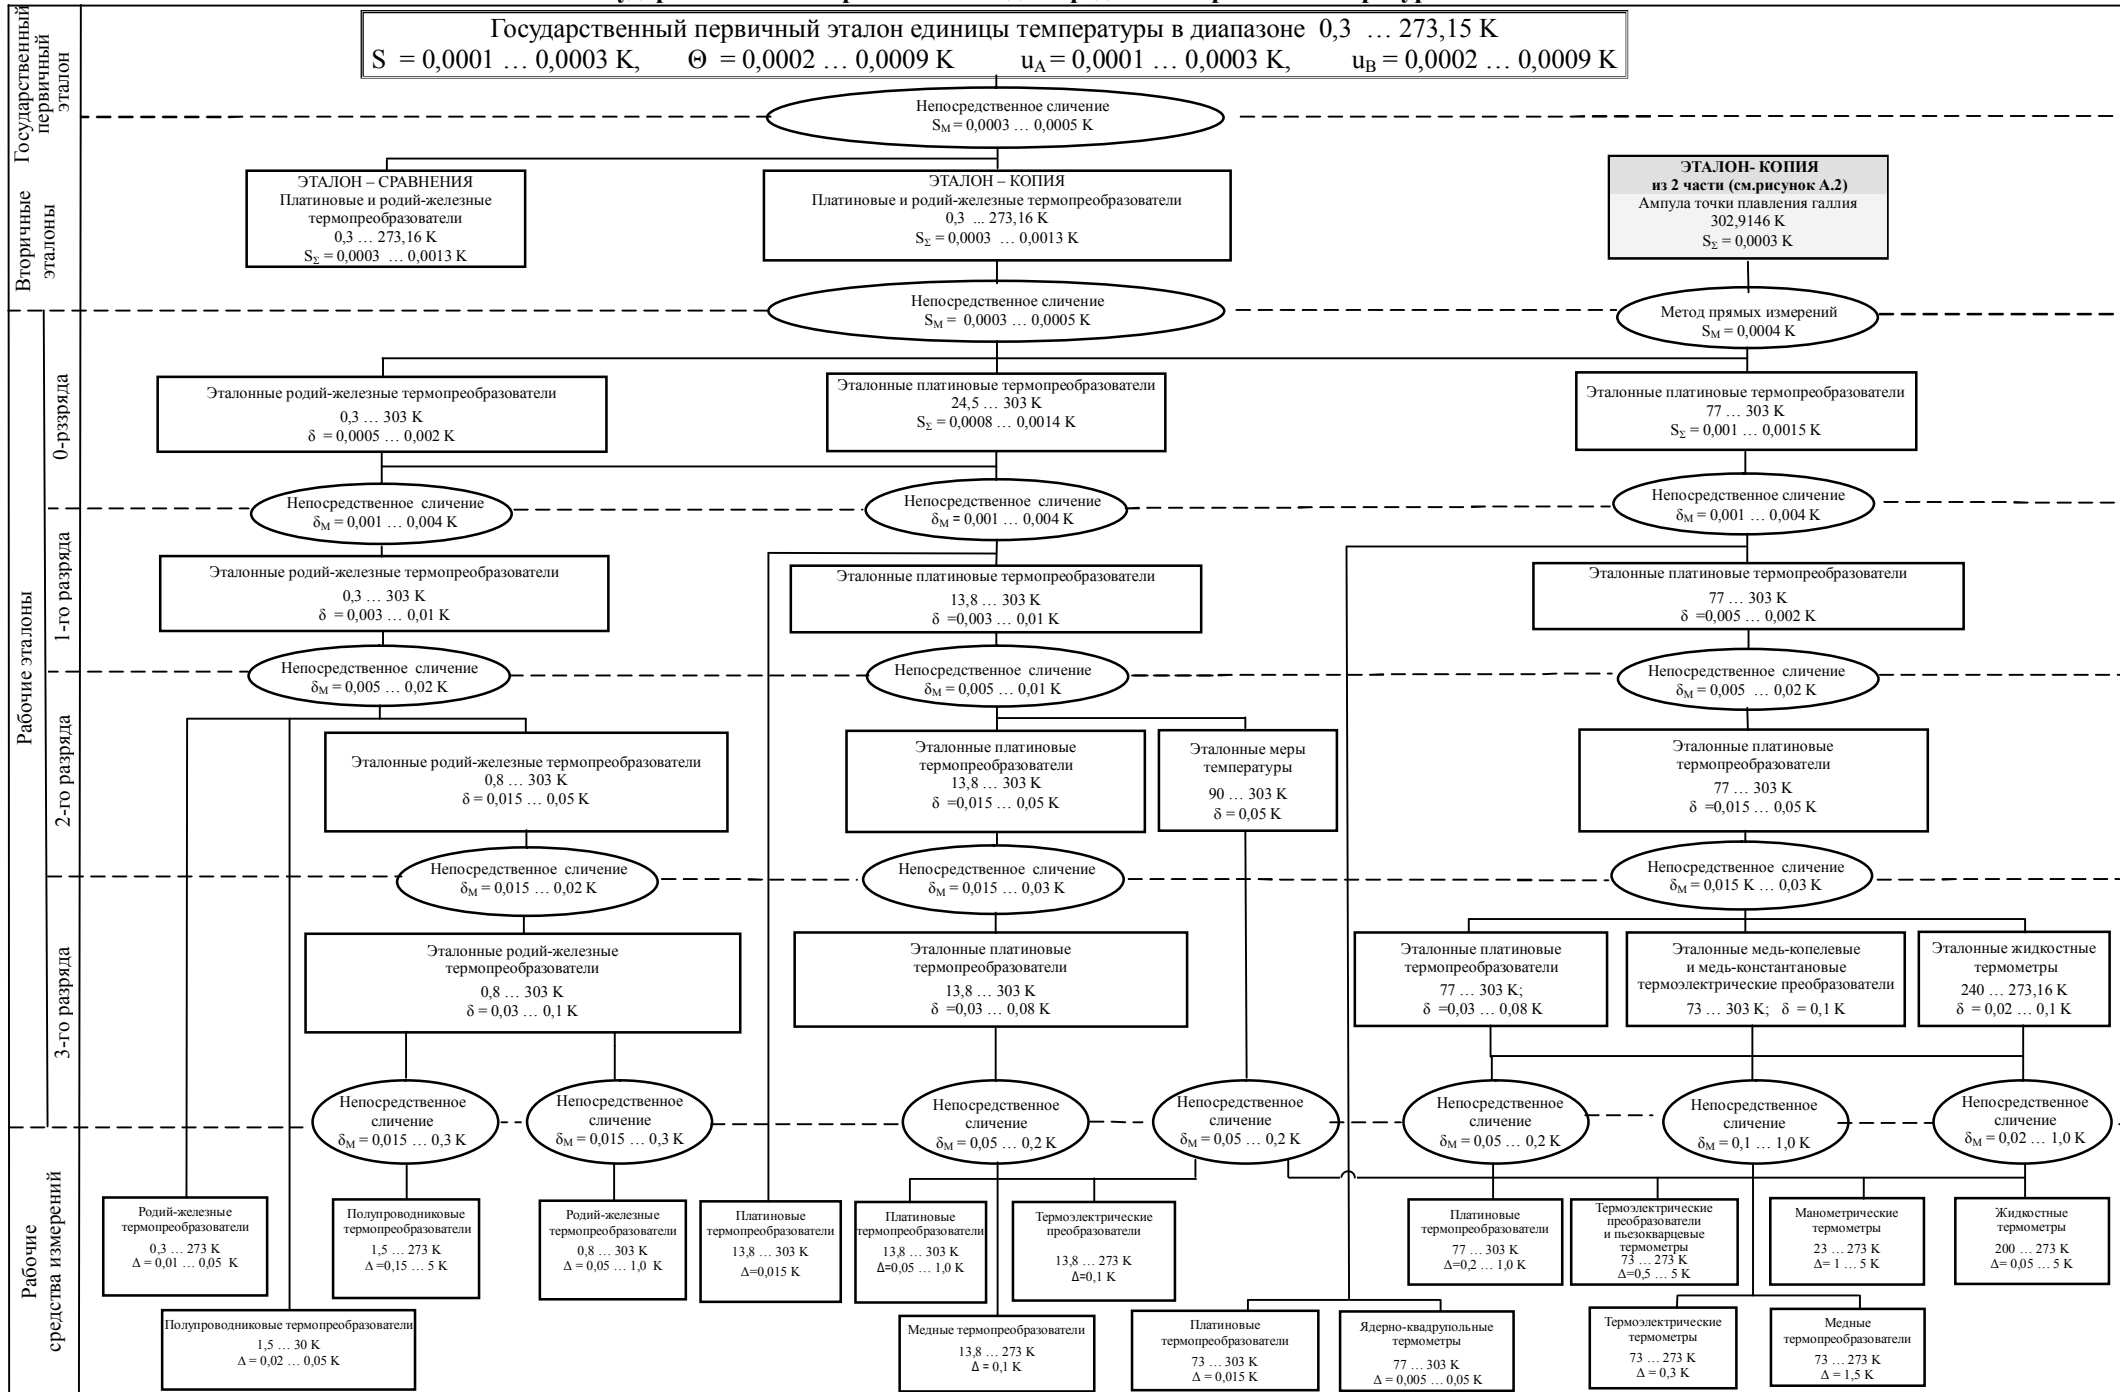 Государственный первичный эталон единицы температуры в диапазоне 0,3 … 273,15 K
S = 0,0001 … 0,0003 K, Θ = 0,0002 … 0,0009 K u_A = 0,0001 … 0,0003 K, u_B = 0,0002 … 0,0009 K
Государственный
первичный
эталон
Непосредственное сличение
S_M = 0,0003 … 0,0005 K
Вторичные
эталоны
ЭТАЛОН – СРАВНЕНИЯ
Платиновые и родий-железные
термопреобразователи
0,3 … 273,16 K
S_Σ = 0,0003 … 0,0013 K
ЭТАЛОН – КОПИЯ
Платиновые и родий-железные термопреобразователи
0,3 ... 273,16 K
S_Σ = 0,0003 … 0,0013 K
ЭТАЛОН- КОПИЯ
из 2 части (см.рисунок А.2)
Ампула точки плавления галлия
302,9146 K
S_Σ = 0,0003 K
Непосредственное сличение
S_M = 0,0003 … 0,0005 K
Метод прямых измерений
S_M = 0,0004 K
Рабочие эталоны
0-рззряда
Эталонные родий-железные термопреобразователи
0,3 … 303 K
δ = 0,0005 … 0,002 K
Эталонные платиновые термопреобразователи
24,5 … 303 K
S_Σ = 0,0008 … 0,0014 K
Эталонные платиновые термопреобразователи
77 … 303 K
S_Σ = 0,001 … 0,0015 K
Непосредственное сличение
δ_M = 0,001 … 0,004 K
Непосредственное сличение
δ_M = 0,001 … 0,004 K
Непосредственное сличение
δ_M = 0,001 … 0,004 K
1-го разряда
Эталонные родий-железные термопреобразователи
0,3 … 303 K
δ = 0,003 … 0,01 K
Эталонные платиновые термопреобразователи
13,8 … 303 K
δ =0,003 … 0,01 K
Эталонные платиновые термопреобразователи
77 … 303 K
δ =0,005 … 0,002 K
Непосредственное сличение
δ_M = 0,005 … 0,02 K
Непосредственное сличение
δ_M = 0,005 … 0,01 K
Непосредственное сличение
δ_M = 0,005 … 0,02 K
2-го разряда
Эталонные родий-железные термопреобразователи
0,8 … 303 K
δ = 0,015 … 0,05 K
Эталонные платиновые
термопреобразователи
13,8 … 303 K
δ =0,015 … 0,05 K
Эталонные меры
температуры
90 … 303 K
δ = 0,05 K
Эталонные платиновые
термопреобразователи
77 … 303 K
δ =0,015 … 0,05 K
Непосредственное сличение
δ_M = 0,015 … 0,02 K
Непосредственное сличение
δ_M = 0,015 … 0,03 K
Непосредственное сличение
δ_M = 0,015 K … 0,03 K
3-го разряда
Эталонные родий-железные
термопреобразователи
0,8 … 303 K
δ = 0,03 … 0,1 K
Эталонные платиновые
термопреобразователи
13,8 … 303 K
δ =0,03 … 0,08 K
Эталонные платиновые
термопреобразователи
77 … 303 K;
δ =0,03 … 0,08 K
Эталонные медь-копелевые
и медь-константановые
термоэлектрические преобразователи
73 … 303 K; δ = 0,1 K
Эталонные жидкостные
термометры
240 … 273,16 K
δ = 0,02 … 0,1 K
Непосредственное
сличение
δ_M = 0,015 … 0,3 K
Непосредственное
сличение
δ_M = 0,015 … 0,3 K
Непосредственное
сличение
δ_M = 0,05 … 0,2 K
Непосредственное
сличение
δ_M = 0,05 … 0,2 K
Непосредственное
сличение
δ_M = 0,05 … 0,2 K
Непосредственное
сличение
δ_M = 0,1 … 1,0 K
Непосредственное
сличение
δ_M = 0,02 … 1,0 K
Рабочие
средства измерений
Родий-железные
термопреобразователи
0,3 … 273 K
Δ = 0,01 … 0,05 K
Полупроводниковые
термопреобразователи
1,5 … 273 K
Δ =0,15 … 5 K
Родий-железные
термопреобразователи
0,8 … 303 K
Δ = 0,05 … 1,0 K
Платиновые
термопреобразователи
13,8 … 303 K
Δ=0,015 K
Платиновые
термопреобразователи
13,8 … 303 K
Δ=0,05 … 1,0 K
Термоэлектрические
преобразователи
13,8 … 273 K
Δ=0,1 K
Платиновые
термопреобразователи
77 … 303 K
Δ=0,2 … 1,0 K
Термоэлектрические
преобразователи
и пьезокварцевые
термометры
73 … 273 K
Δ=0,5 … 5 K
Манометрические
термометры
23 … 273 K
Δ= 1 … 5 K
Жидкостные
термометры
200 … 273 K
Δ= 0,05 … 5 K
Полупроводниковые термопреобразователи
1,5 … 30 K
Δ = 0,02 … 0,05 K
Медные термопреобразователи
13,8 … 273 K
Δ = 0,1 K
Платиновые
термопреобразователи
73 … 303 K
Δ = 0,015 K
Ядерно-квадрупольные
термометры
77 … 303 K
Δ = 0,005 … 0,05 K
Термоэлектрические
термометры
73 … 273 K
Δ = 0,3 K
Медные
термопреобразователи
73 … 273 K
Δ = 1,5 K